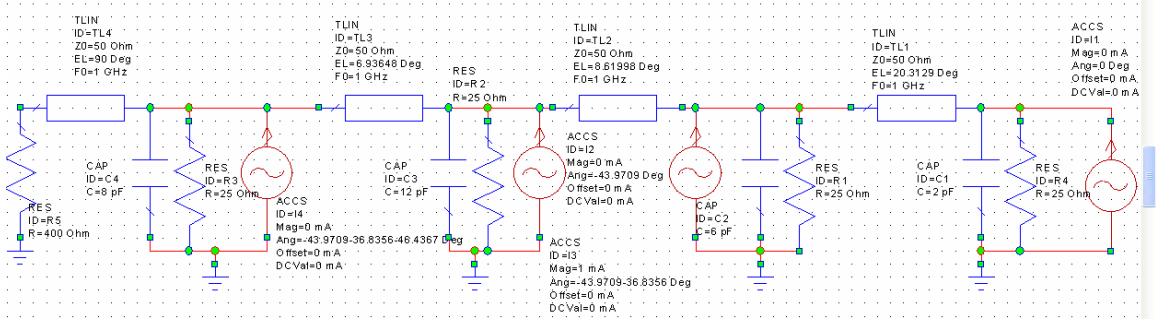 TLIN
ID=TL4
Z0=50 Ohm
EL=90 Deg
F0=1 GHz
TLIN
ID=TL3
Z0=50 Ohm
EL=6.93648 Deg
F0=1 GHz
RES
ID=R2
R=25 Ohm
TLIN
ID=TL2
Z0=50 Ohm
EL=8.61998 Deg
F0=1 GHz
TLIN
ID=TL1
Z0=50 Ohm
EL=20.3129 Deg
F0=1 GHz
ACCS
ID=I1
Mag=0 mA
Ang=0 Deg
Offset=0 mA
DCVal=0 mA
RES
ID=R5
R=400 Ohm
CAP
ID=C4
C=8 pF
RES
ID=R3
R=25 Ohm
ACCS
ID=I4
Mag=0 mA
Ang=-43.9709-36.8356-46.4367 Deg
Offset=0 mA
DCVal=0 mA
CAP
ID=C3
C=12 pF
ACCS
ID=I2
Mag=0 mA
Ang=-43.9709 Deg
Offset=0 mA
DCVal=0 mA
ACCS
ID=I3
Mag=1 mA
Ang=-43.9709-36.8356 Deg
Offset=0 mA
DCVal=0 mA
CAP
ID=C2
C=6 pF
RES
ID=R1
R=25 Ohm
CAP
ID=C1
C=2 pF
RES
ID=R4
R=25 Ohm